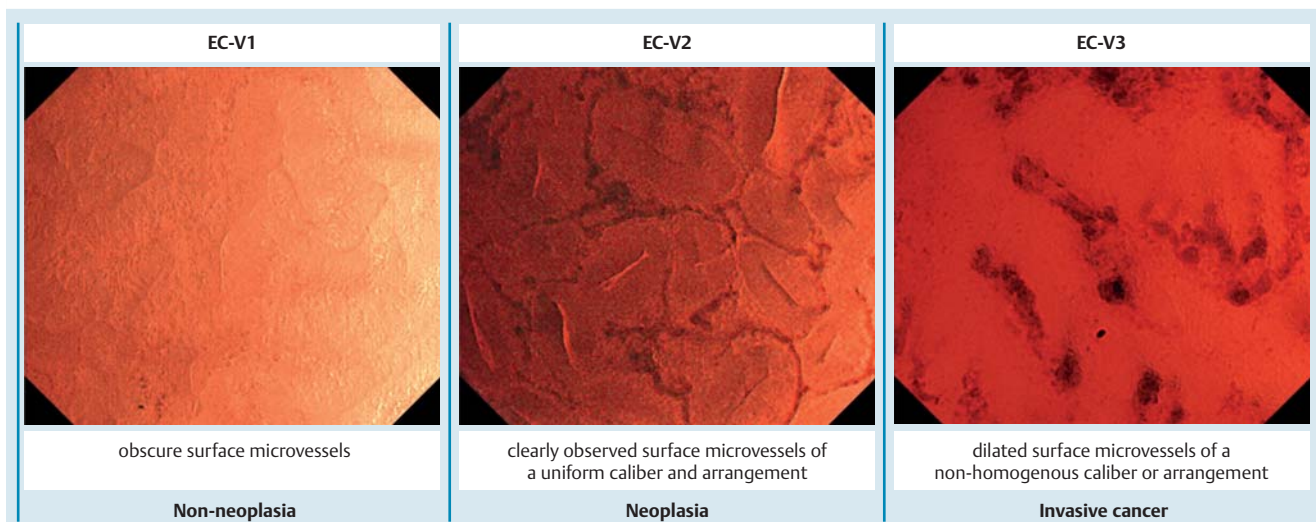 EC-V1
EC-V2
EC-V3
obscure surface microvessels
clearly observed surface microvessels of
a uniform caliber and arrangement
dilated surface microvessels of a
non-homogenous caliber or arrangement
Non-neoplasia
Neoplasia
Invasive cancer